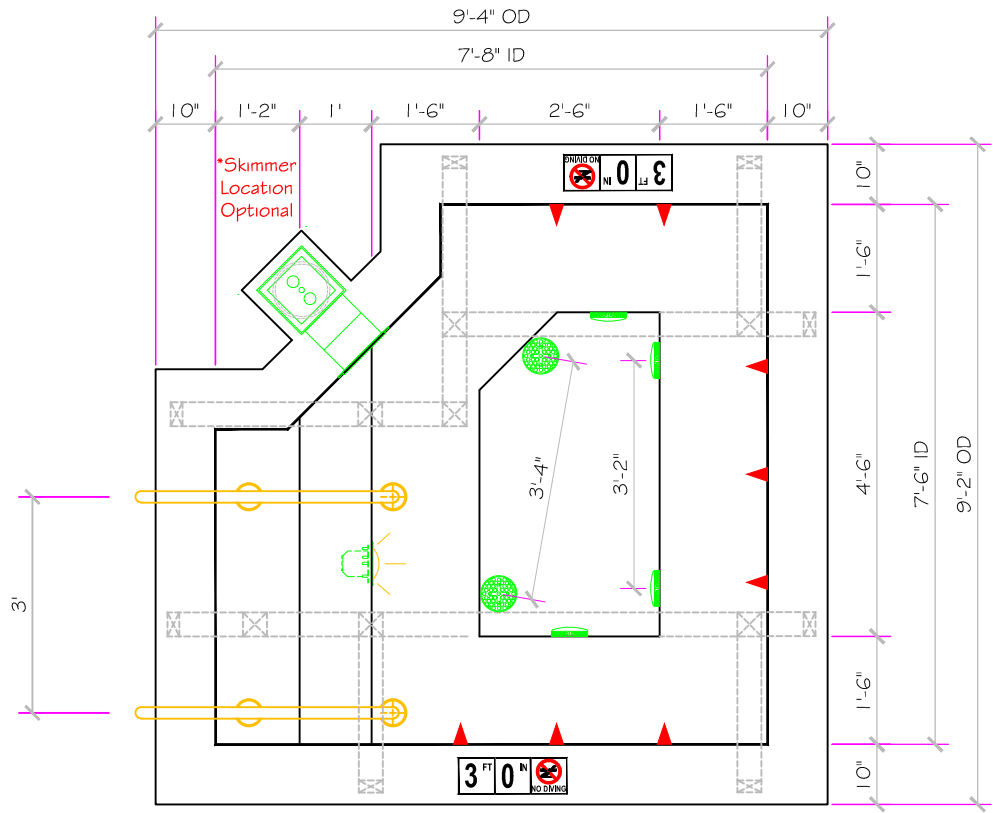 9'-4" OD
7'-8" ID
10"
1'-2"
1'
1'-6"
2'-6"
1'-6"
10"
*Skimmer
Location
Optional
NO DIVING
0 IN
3 FT
10"
1'-6"
4'-6"
7'-6" ID
9'-2" OD
3'-4"
3'-2"
3'
1'-6"
10"
3 FT
0 IN
NO DIVING